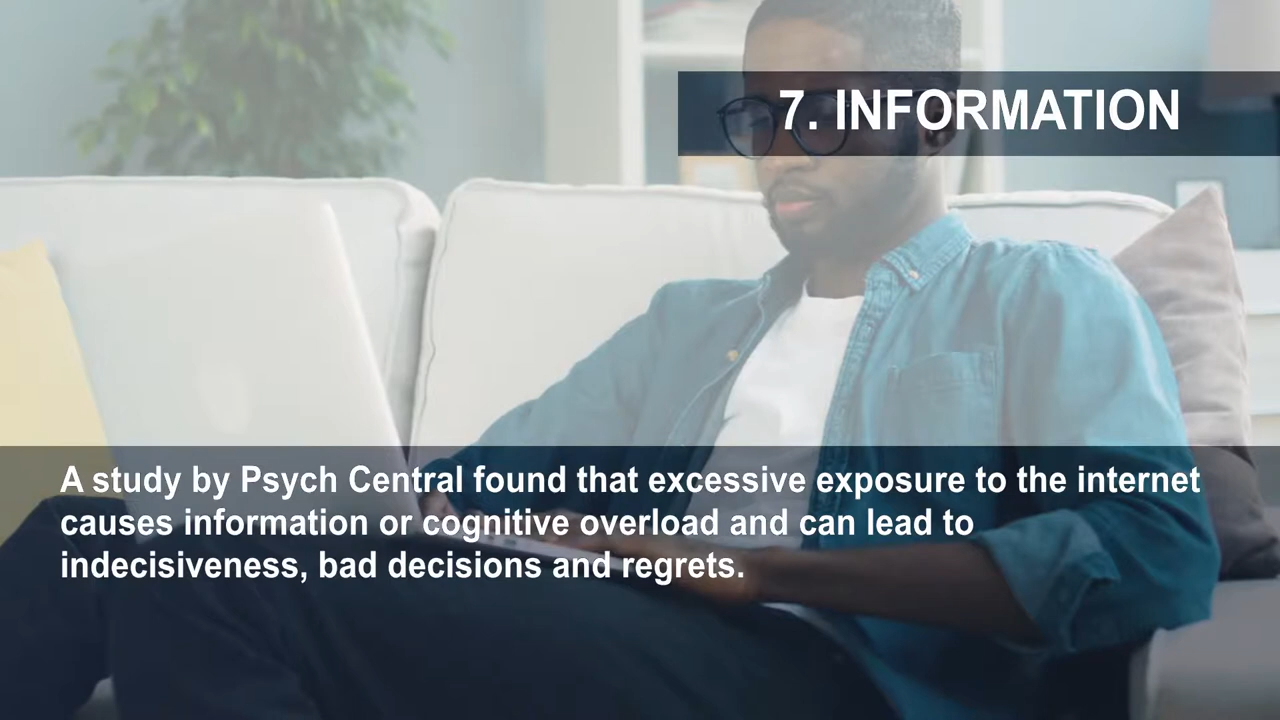 7. INFORMATION
A study by Psych Central found that excessive exposure to the internet
causes information or cognitive overload and can lead to
indecisiveness, bad decisions and regrets.